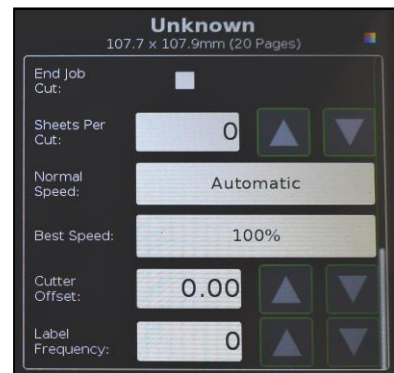 Unknown
107.7 x 107.9mm (20 Pages)
End Job
Cut:
Sheets Per
Cut:
0
Normal
Speed:
Automatic
Best Speed:
100%
Cutter
Offset:
0.00
Label
Frequency:
0